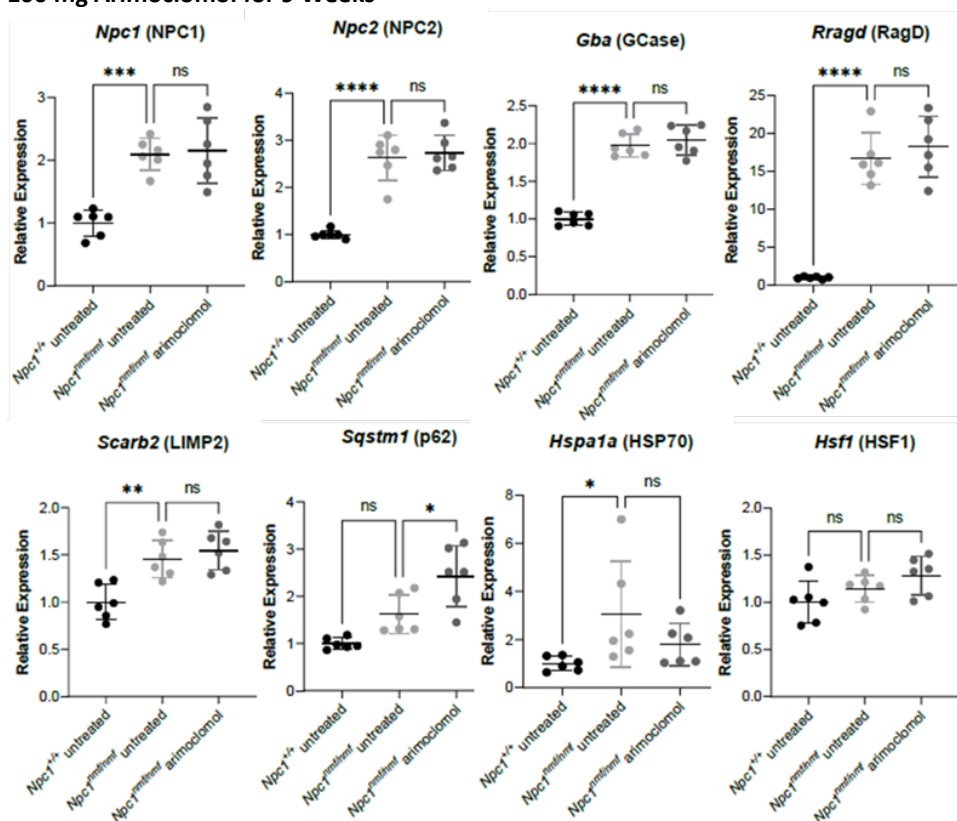 200 mg Arimoclomol for 9 weeks
Npc1 (NPC1)
*** ns
Relative Expression
3
2
1
0
Npc1+/+ untreated
Npc1nmf/nmf untreated
Npc1nmf/nmf arimoclomol
Npc2 (NPC2)
**** ns
Relative Expression
4
3
2
1
0
Npc1+/+ untreated
Npc1nmf/nmf untreated
Npc1nmf/nmf arimoclomol
Gba (GCase)
**** ns
Relative Expression
2.5
2.0
1.5
1.0
0.5
0.0
Npc1+/+ untreated
Npc1nmf/nmf untreated
Npc1nmf/nmf arimoclomol
Rragd (RagD)
**** ns
Relative Expression
25
20
15
10
5
0
Npc1+/+ untreated
Npc1nmf/nmf untreated
Npc1nmf/nmf arimoclomol
Scarb2 (LIMP2)
** ns
Relative Expression
2.0
1.5
1.0
0.5
0.0
Npc1+/+ untreated
Npc1nmf/nmf untreated
Npc1nmf/nmf arimoclomol
Sqstm1 (p62)
ns *
Relative Expression
4
3
2
1
0
Npc1+/+ untreated
Npc1nmf/nmf untreated
Npc1nmf/nmf arimoclomol
Hspa1a (HSP70)
* ns
Relative Expression
8
6
4
2
0
Npc1+/+ untreated
Npc1nmf/nmf untreated
Npc1nmf/nmf arimoclomol
Hsf1 (HSF1)
ns ns
Relative Expression
2.0
1.5
1.0
0.5
0.0
Npc1+/+ untreated
Npc1nmf/nmf untreated
Npc1nmf/nmf arimoclomol